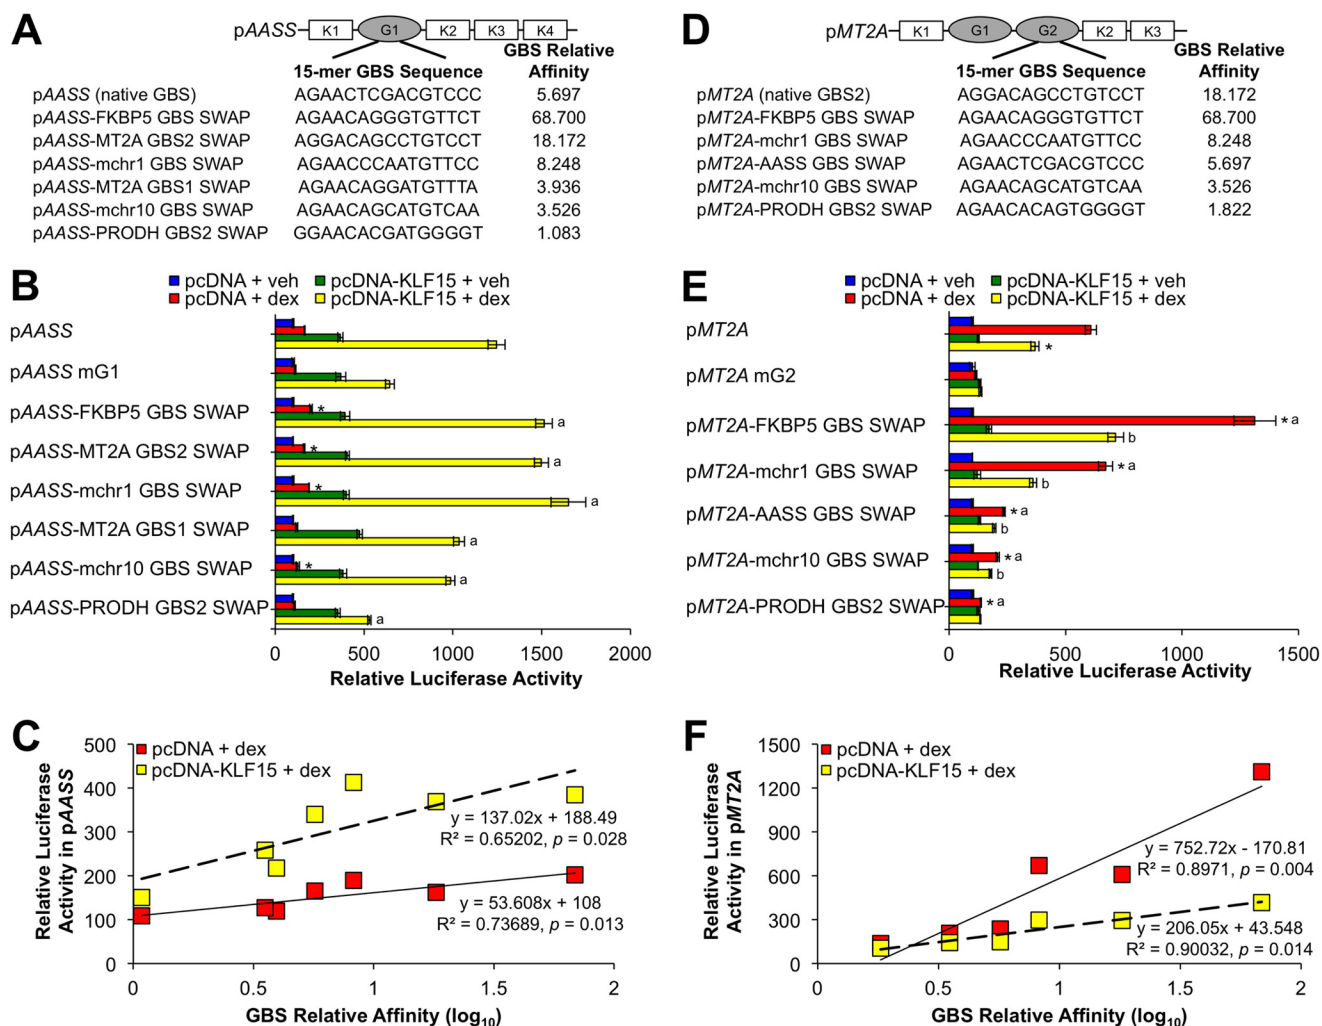 A
pAASS K1 G1 K2 K3 K4
GBS Relative
15-mer GBS Sequence Affinity
pAASS (native GBS) AGAACTCGACGTCCC 5.697
pAASS-FKBP5 GBS SWAP AGAACAGGGTGTTCT 68.700
pAASS-MT2A GBS2 SWAP AGGACAGCCTGTCCT 18.172
pAASS-mchr1 GBS SWAP AGAACCCAATGTTCC 8.248
pAASS-MT2A GBS1 SWAP AGAACAGGATGTTTA 3.936
pAASS-mchr10 GBS SWAP AGAACAGCATGTCAA 3.526
pAASS-PRODH GBS2 SWAP GGAACACGATGGGGT 1.083
D
pMT2A K1 G1 G2 K2 K3
GBS Relative
15-mer GBS Sequence Affinity
pMT2A (native GBS2) AGGACAGCCTGTCCT 18.172
pMT2A-FKBP5 GBS SWAP AGAACAGGGTGTTCT 68.700
pMT2A-mchr1 GBS SWAP AGAACCCAATGTTCC 8.248
pMT2A-AASS GBS SWAP AGAACTCGACGTCCC 5.697
pMT2A-mchr10 GBS SWAP AGAACAGCATGTCAA 3.526
pMT2A-PRODH GBS2 SWAP AGAACACAGTGGGGT 1.822
B
pcDNA + veh pcDNA-KLF15 + veh
pcDNA + dex pcDNA-KLF15 + dex
pAASS
pAASS mG1
pAASS-FKBP5 GBS SWAP * a
pAASS-MT2A GBS2 SWAP * a
pAASS-mchr1 GBS SWAP * a
pAASS-MT2A GBS1 SWAP a
pAASS-mchr10 GBS SWAP * a
pAASS-PRODH GBS2 SWAP a
0 500 1000 1500 2000
Relative Luciferase Activity
E
pcDNA + veh pcDNA-KLF15 + veh
pcDNA + dex pcDNA-KLF15 + dex
pMT2A *
pMT2A mG2
pMT2A-FKBP5 GBS SWAP * a b
pMT2A-mchr1 GBS SWAP * a b
pMT2A-AASS GBS SWAP * a b
pMT2A-mchr10 GBS SWAP * a b
pMT2A-PRODH GBS2 SWAP * a
0 500 1000 1500
Relative Luciferase Activity
C
Relative Luciferase
Activity in pAASS
500
400
300
200
100
0
pcDNA + dex
pcDNA-KLF15 + dex
y = 137.02x + 188.49
R² = 0.65202, p = 0.028
y = 53.608x + 108
R² = 0.73689, p = 0.013
0 0.5 1 1.5 2
GBS Relative Affinity (log10)
F
Relative Luciferase
Activity in pMT2A
1500
1200
900
600
300
0
pcDNA + dex
pcDNA-KLF15 + dex
y = 752.72x - 170.81
R² = 0.8971, p = 0.004
y = 206.05x + 43.548
R² = 0.90032, p = 0.014
0 0.5 1 1.5 2
GBS Relative Affinity (log10)